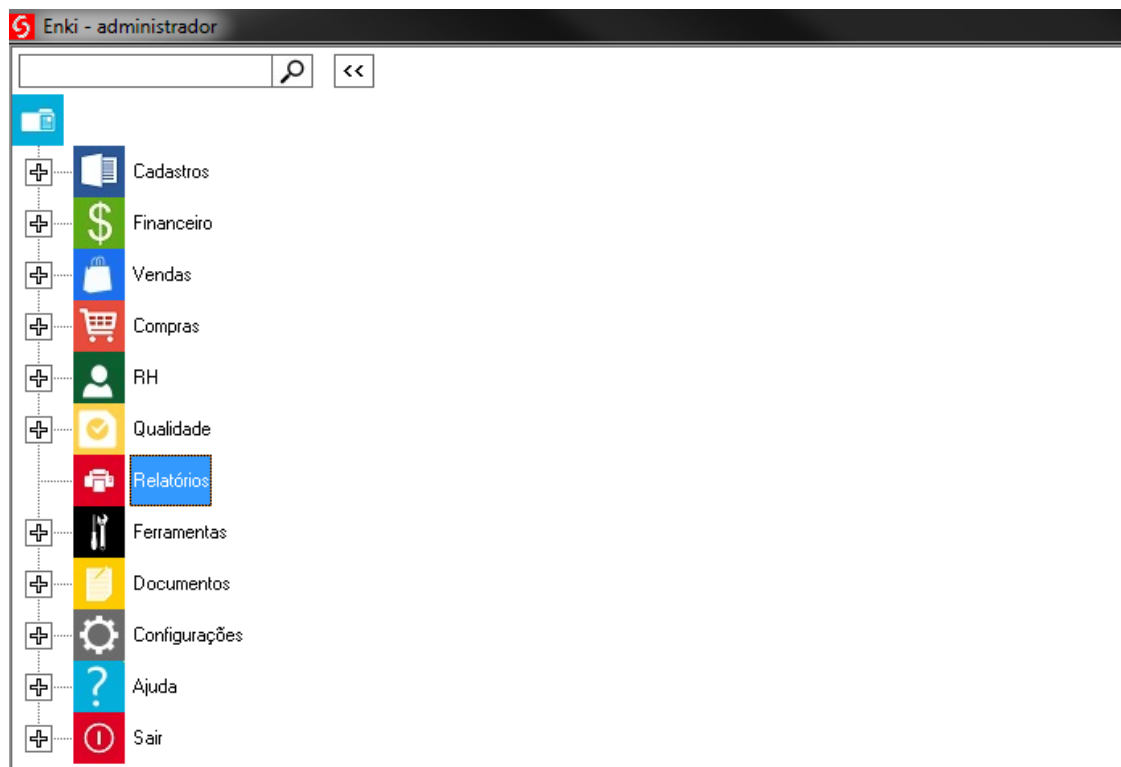 Enki - administrador
<<
Cadastros
Financeiro
Vendas
Compras
RH
Qualidade
Relatórios
Ferramentas
Documentos
Configurações
Ajuda
Sair